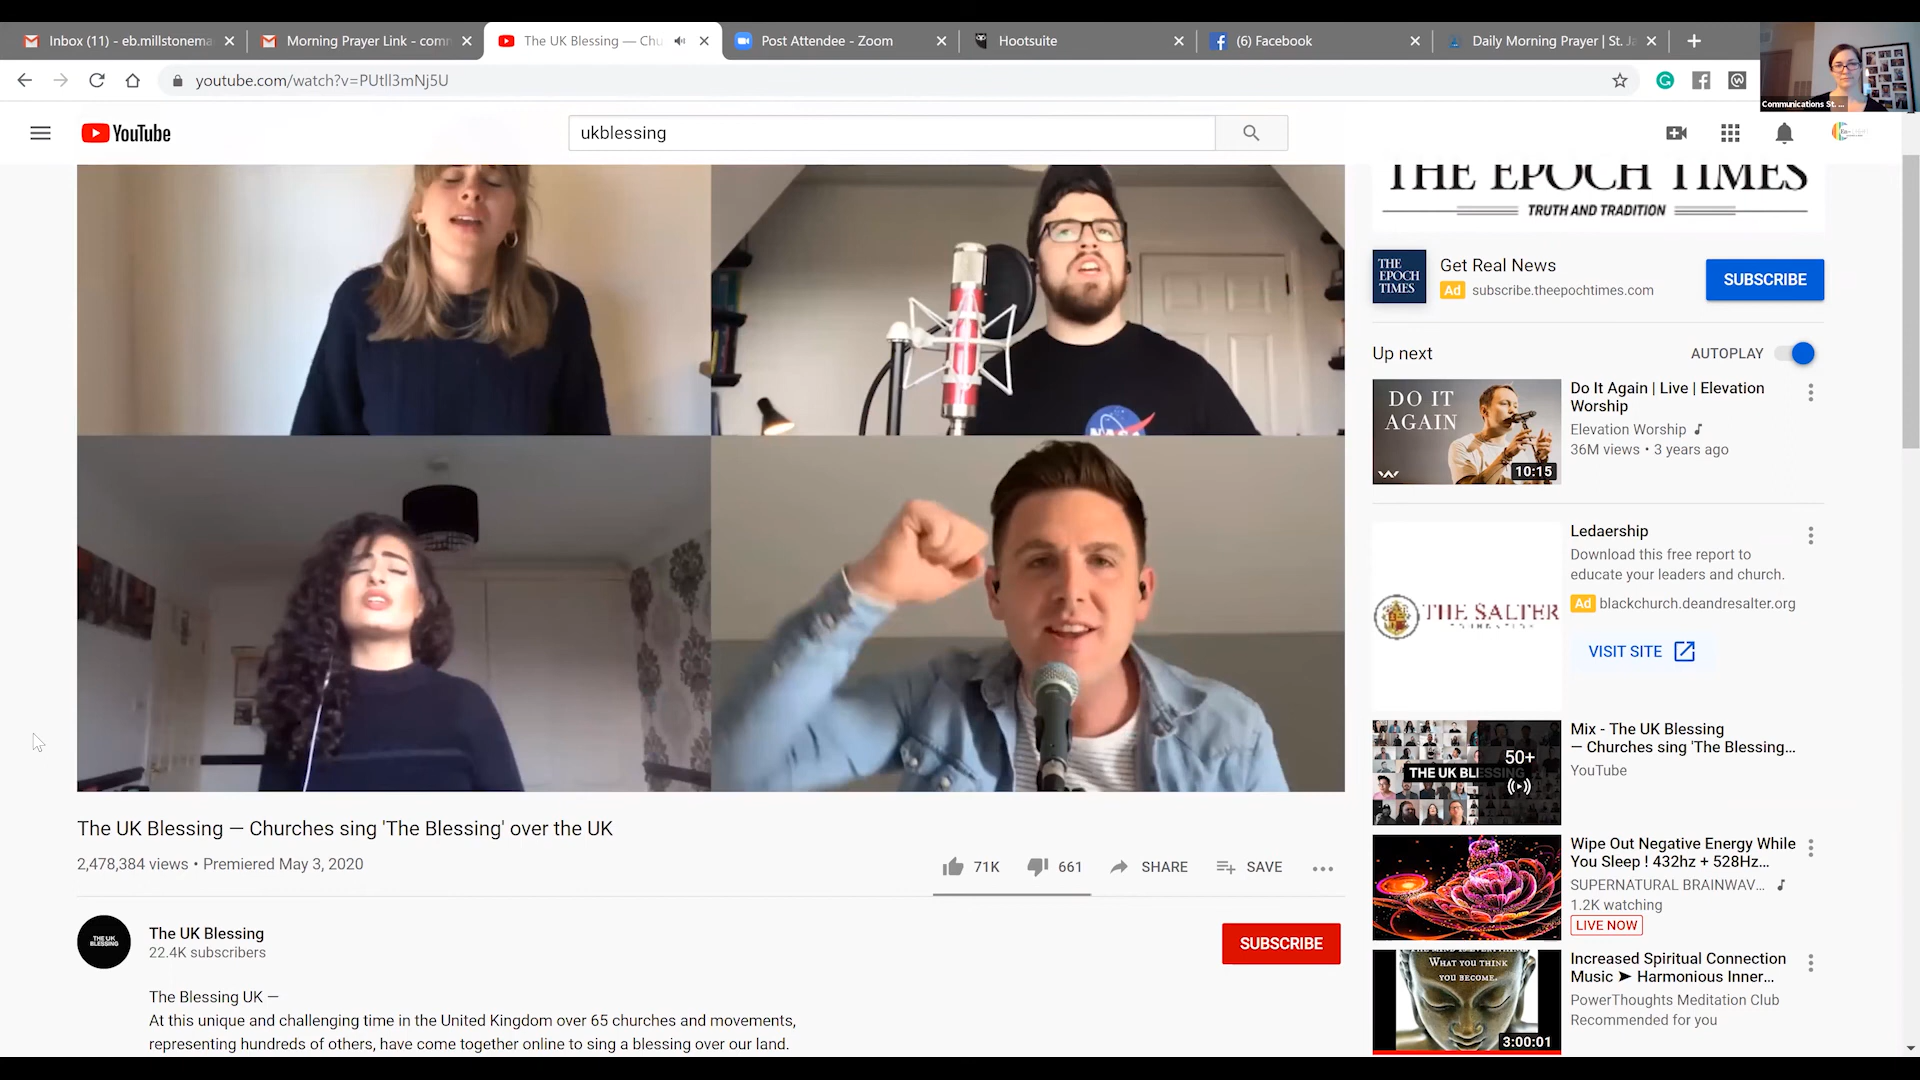 Inbox (11) - eb.millstonema
Morning Prayer Link - comm
The UK Blessing — Chu
Post Attendee - Zoom
Hootsuite
(6) Facebook
Daily Morning Prayer | St. Ja
youtube.com/watch?v=PUtll3mNj5U
Communications St. ...
YouTube
ukblessing
THE EPOCH TIMES
TRUTH AND TRADITION
THE EPOCH TIMES
Get Real News
Ad subscribe.theepochtimes.com
SUBSCRIBE
Up next
AUTOPLAY
DO IT
AGAIN
10:15
Do It Again | Live | Elevation
Worship
Elevation Worship
36M views • 3 years ago
NASA
THE SALTER
Ledaership
Download this free report to
educate your leaders and church.
Ad blackchurch.deandresalter.org
VISIT SITE
THE UK BLESSING
50+
Mix - The UK Blessing
— Churches sing 'The Blessing...
YouTube
Wipe Out Negative Energy While
You Sleep ! 432hz + 528Hz...
SUPERNATURAL BRAINWAV...
1.2K watching
LIVE NOW
WHAT YOU THINK
YOU BECOME.
3:00:01
Increased Spiritual Connection
Music ➤ Harmonious Inner...
PowerThoughts Meditation Club
Recommended for you
The UK Blessing — Churches sing 'The Blessing' over the UK
2,478,384 views • Premiered May 3, 2020
71K
661
SHARE
SAVE
THE UK
BLESSING
The UK Blessing
22.4K subscribers
SUBSCRIBE
The Blessing UK —
At this unique and challenging time in the United Kingdom over 65 churches and movements,
representing hundreds of others, have come together online to sing a blessing over our land.